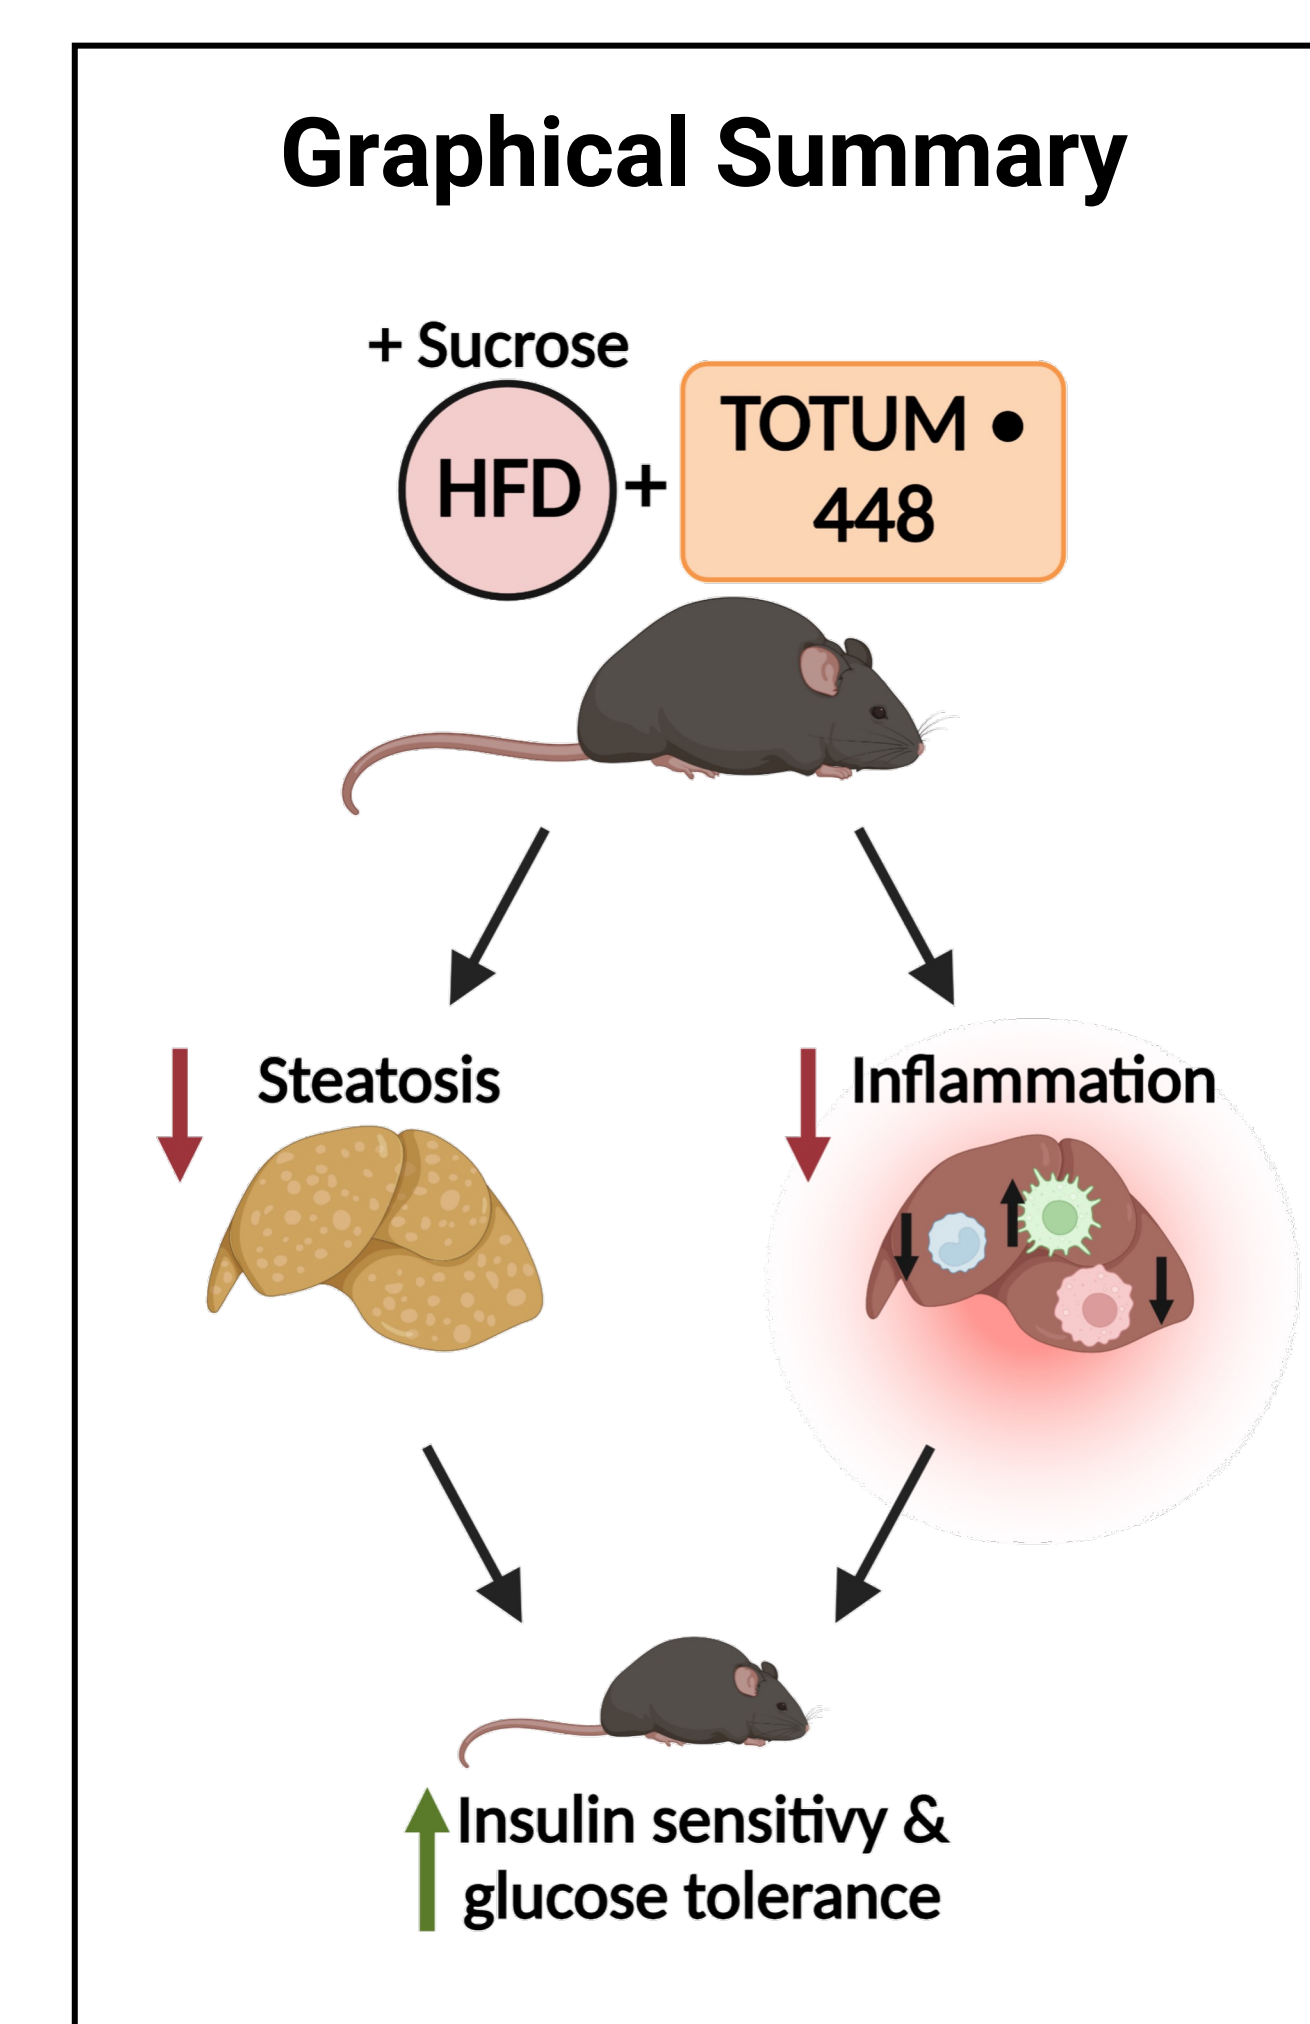 Graphical Summary
+ Sucrose
HFD
+
TOTUM •
448
Steatosis
Inflammation
Insulin sensitivy &
glucose tolerance